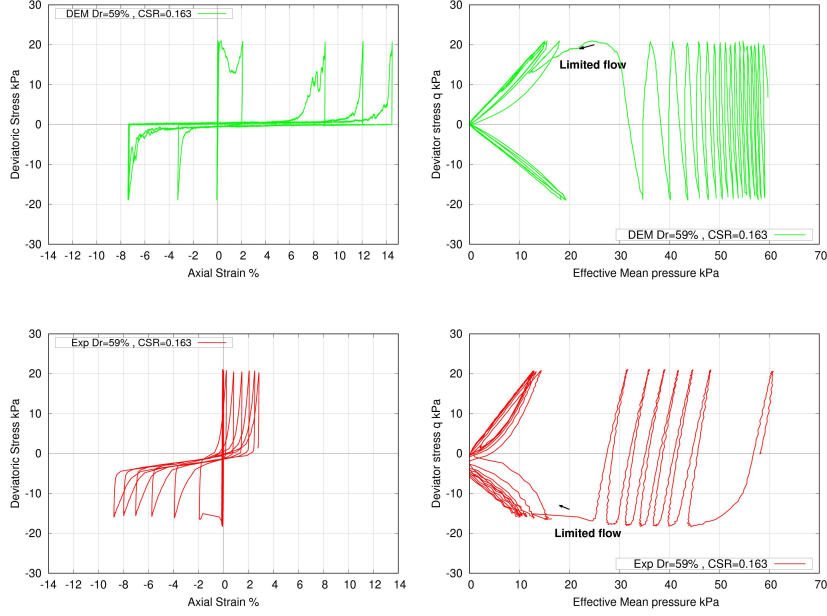 DEM Dr=59% , CSR=0.163
Deviatoric Stress kPa
30
20
10
0
-10
-20
-30
-14 -12 -10 -8 -6 -4 -2 0 2 4 6 8 10 12 14
Axial Strain %
Limited flow
DEM Dr=59% , CSR=0.163
Deviator stress q kPa
30
20
10
0
-10
-20
-30
0 10 20 30 40 50 60 70
Effective Mean pressure kPa
Exp Dr=59% , CSR=0.163
Deviatoric Stress kPa
30
20
10
0
-10
-20
-30
-14 -12 -10 -8 -6 -4 -2 0 2 4 6 8 10 12 14
Axial Strain %
Limited flow
Exp Dr=59% , CSR=0.163
Deviator stress q kPa
30
20
10
0
-10
-20
-30
0 10 20 30 40 50 60 70
Effective Mean pressure kPa